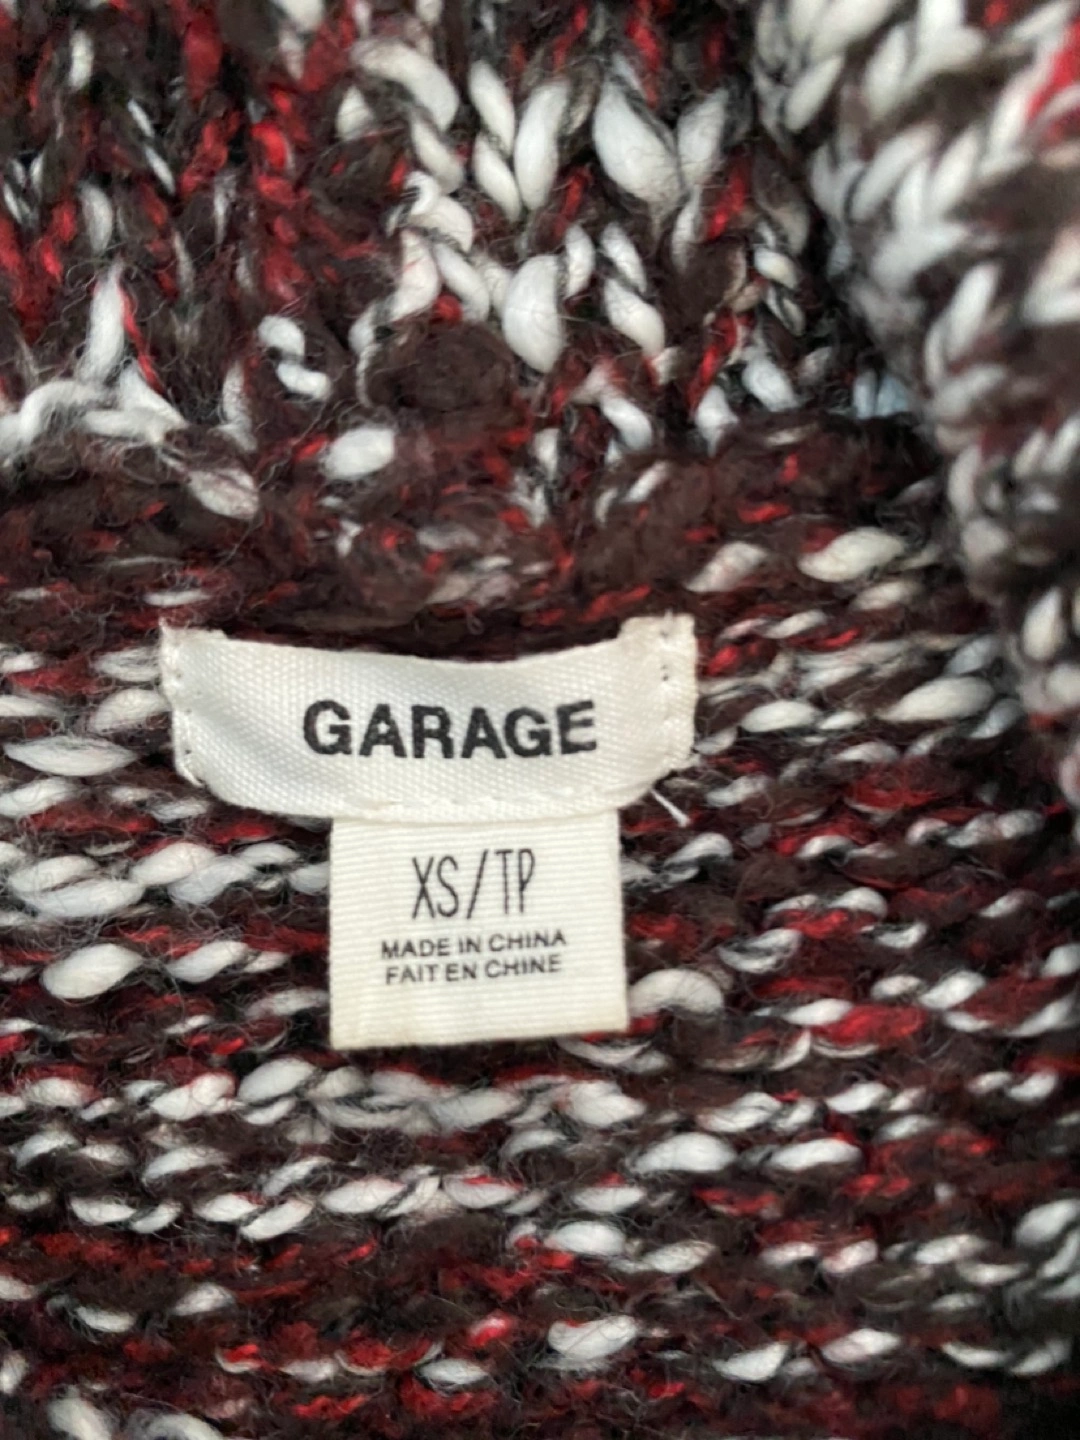 GARAGE
XS/TP
MADE IN CHINA
FAIT EN CHINE